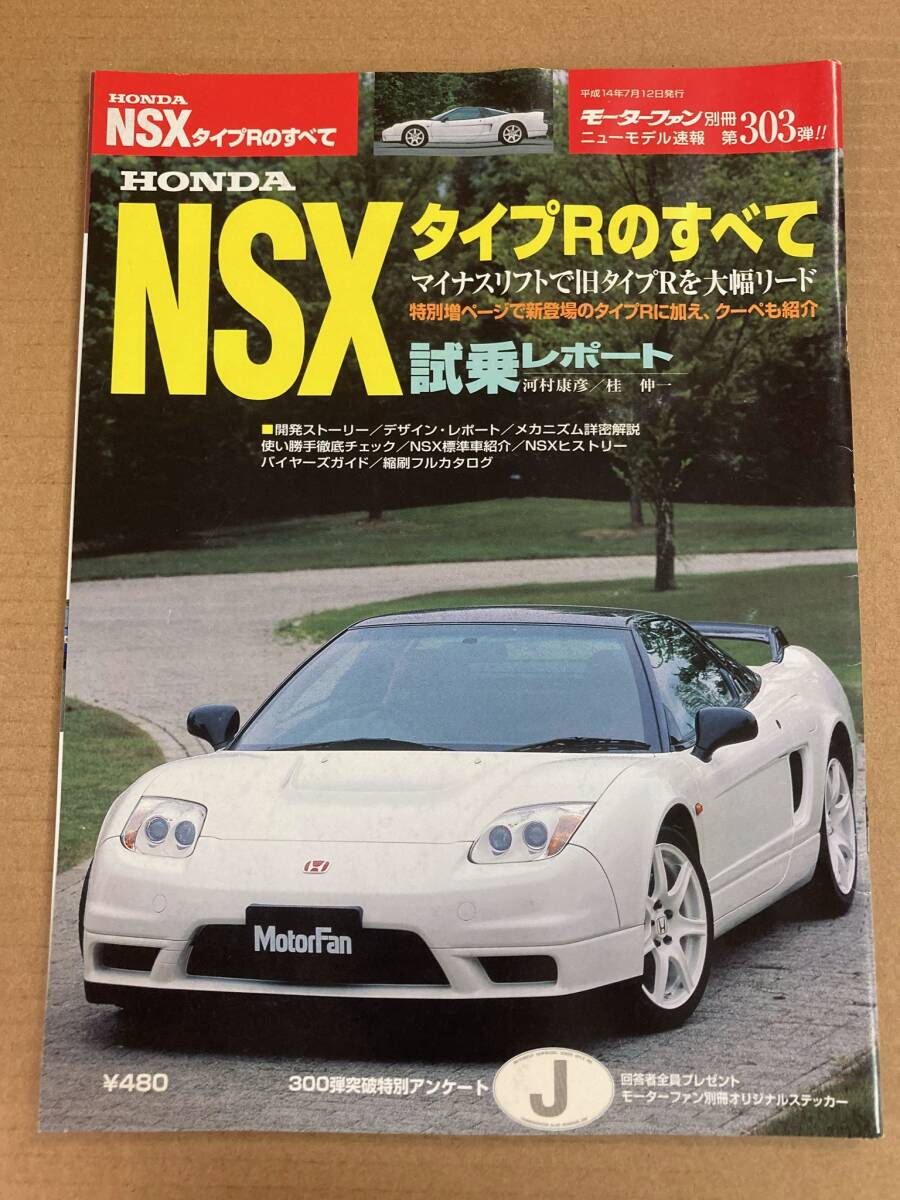 HONDA
NSXタイプRのすべて
平成14年7月12日発行
モーターファン別冊
ニューモデル速報 第303弾!!
HONDA
NSX
タイプRのすべて
マイナスリフトで旧タイプRを大幅リード
特別増ページで新登場のタイプRに加え、クーペも紹介
試乗レポート
河村康彦／桂 伸一
■開発ストーリー／デザイン・レポート／メカニズム詳密解説
使い勝手徹底チェック／NSX標準車紹介／NSXヒストリー
バイヤーズガイド／縮刷フルカタログ
MotorFan
¥480
300弾突破特別アンケート
J
回答者全員プレゼント
モーターファン別冊オリジナルステッカー